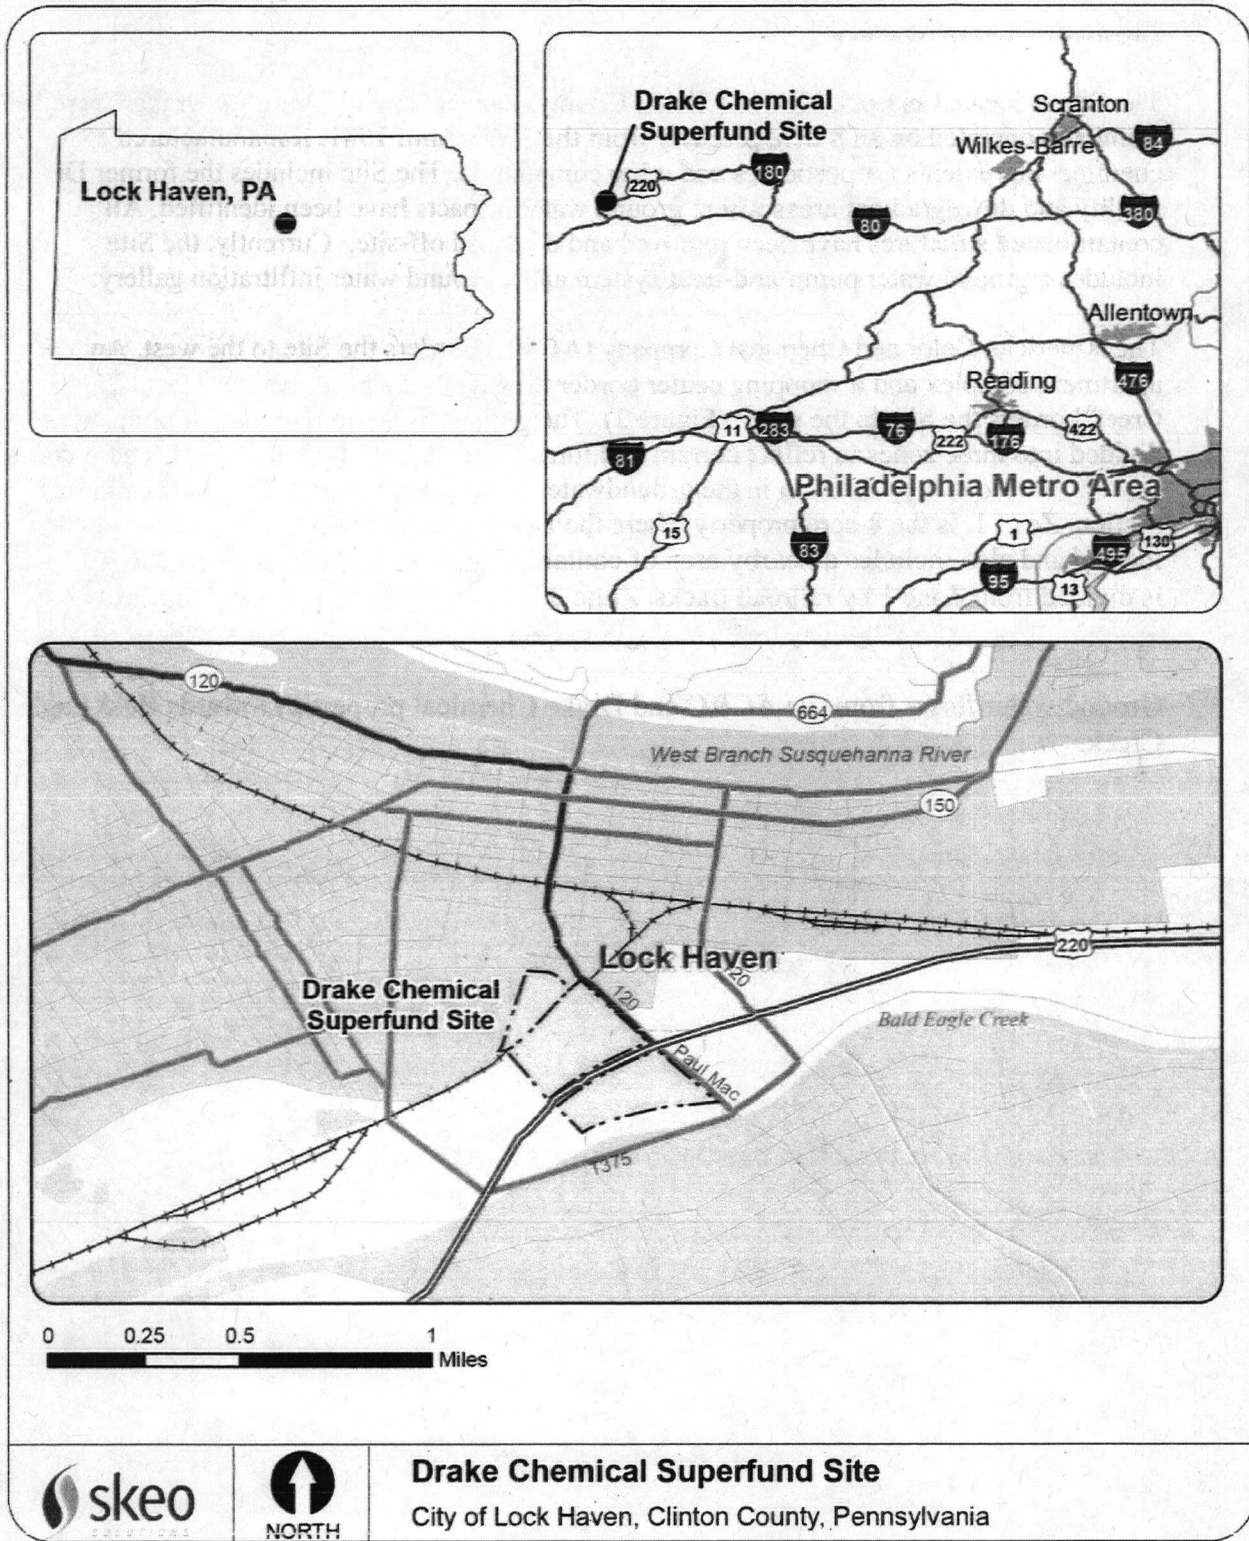 Lock Haven, PA
Drake Chemical
Superfund Site
Scranton
Wilkes-Barre
84
220
180
380
80
Allentown
Reading
476
11
283
76
222
176
422
81
Philadelphia Metro Area
15
83
1
495
130
95
13
120
664
West Branch Susquehanna River
150
Lock Haven
220
120
120
Drake Chemical
Superfund Site
Bald Eagle Creek
Paul Mac
1375
0 0.25 0.5 1
Miles
skeo
SOLUTIONS
NORTH
Drake Chemical Superfund Site
City of Lock Haven, Clinton County, Pennsylvania